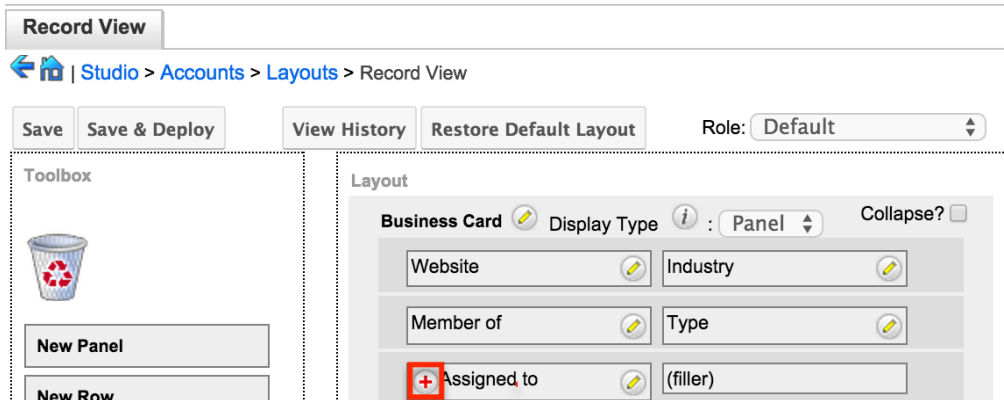 Record View
| Studio > Accounts > Layouts > Record View
Save Save & Deploy View History Restore Default Layout Role: Default
Toolbox
Layout
Business Card Display Type i : Panel Collapse?
Website Industry
Member of Type
New Panel
+ Assigned to (filler)
New Row